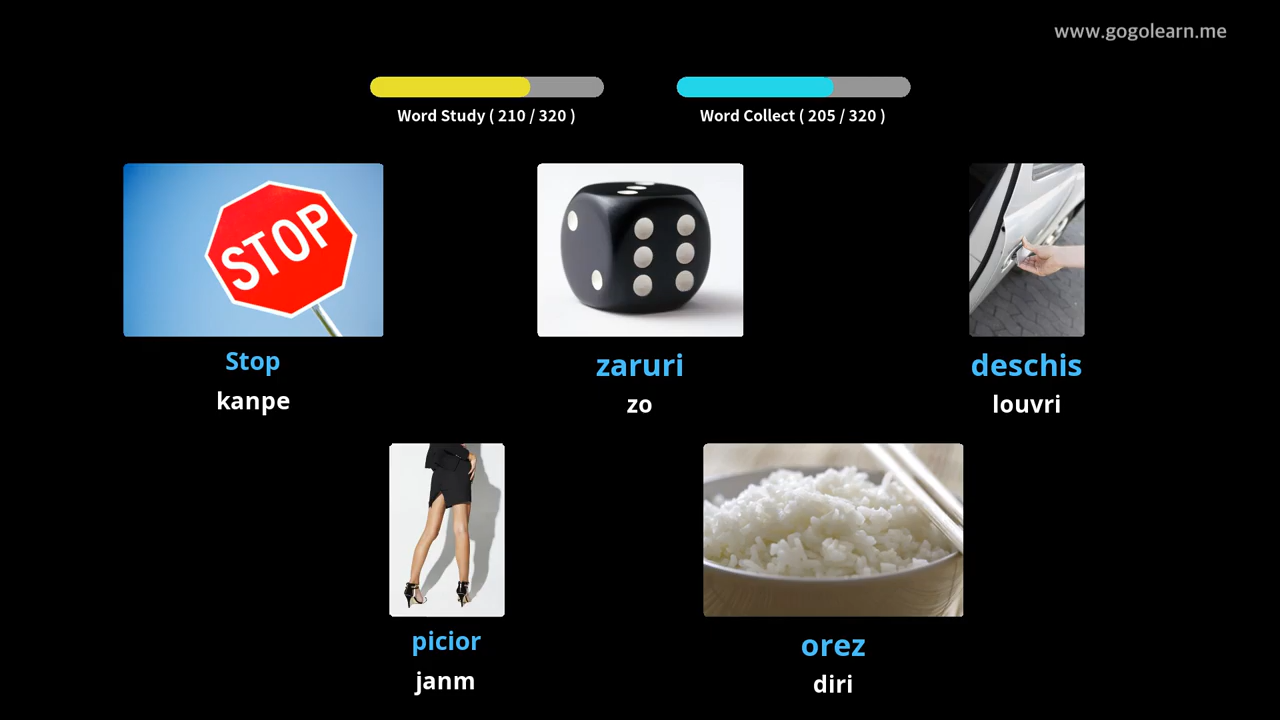 www.gogolearn.me
Word Study ( 210 / 320 )
Word Collect ( 205 / 320 )
STOP
Stop
kanpe
zaruri
zo
deschis
louvri
picior
janm
orez
diri